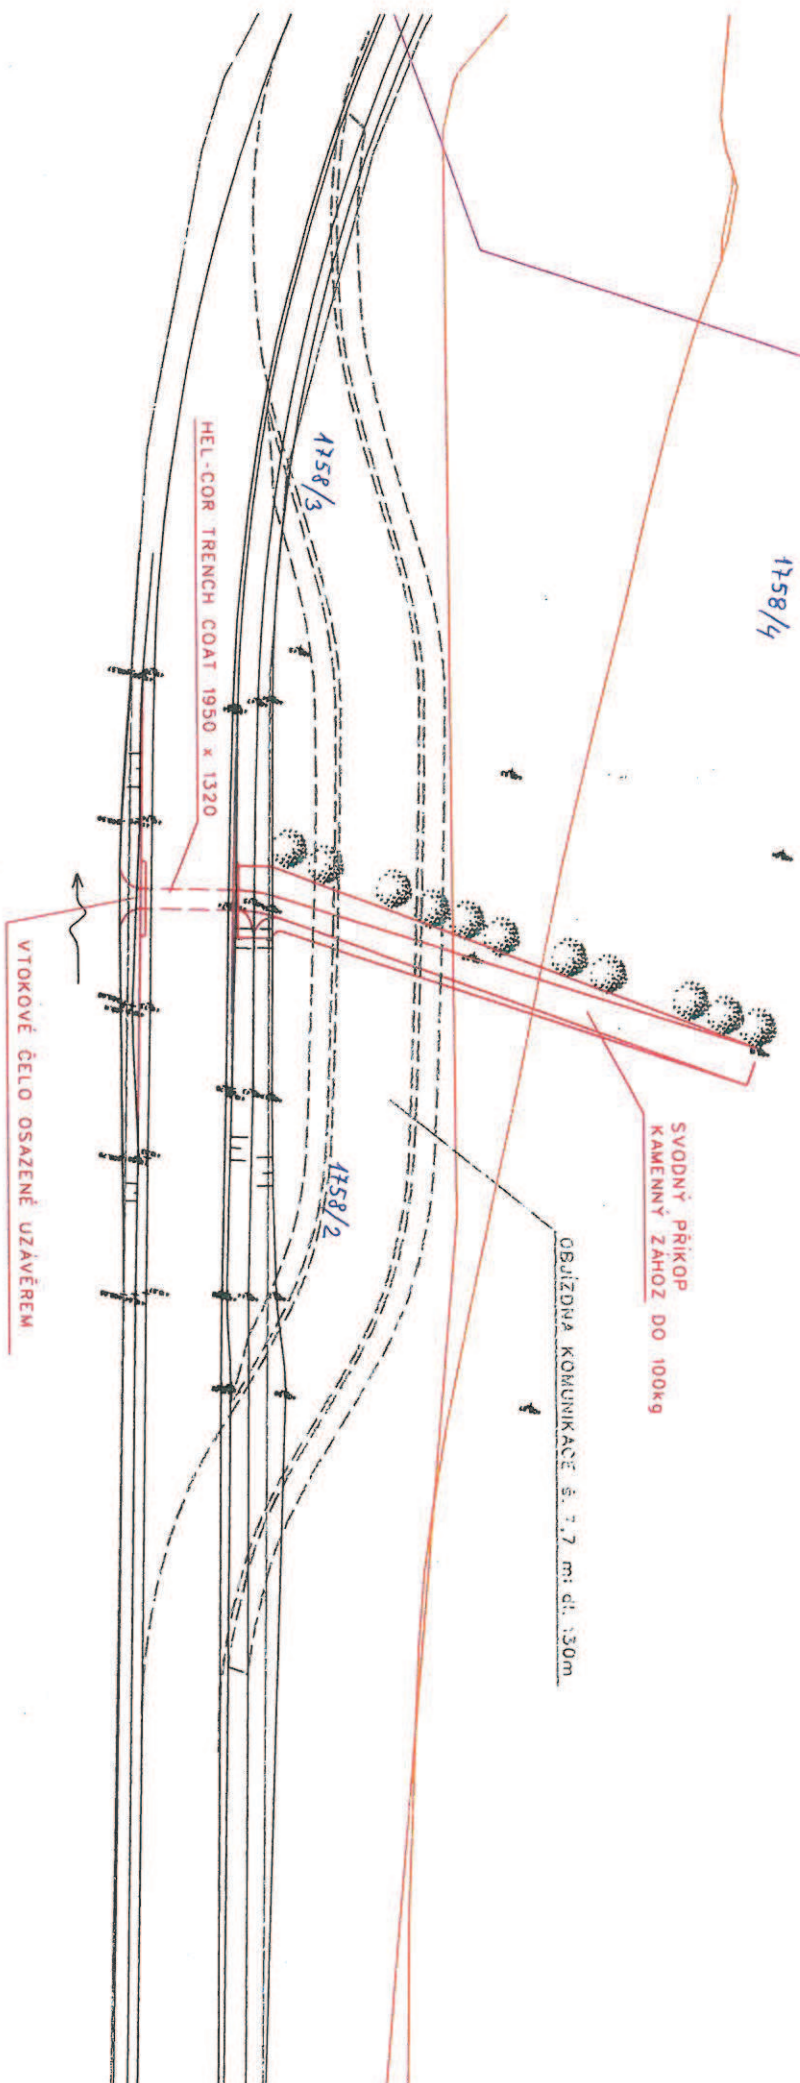 1758/4
1758/3
HEL-COR TRENCH COAT 1950 x 1320
SVODNÝ PŘÍKOP
KAMENNÝ ZÁHOZ DO 100kg
1758/2
OBJÍZDNÁ KOMUNIKACE š. 7,7 m; dl. 130m
VTOKOVÉ ČELO OSAZENÉ UZÁVĚREM